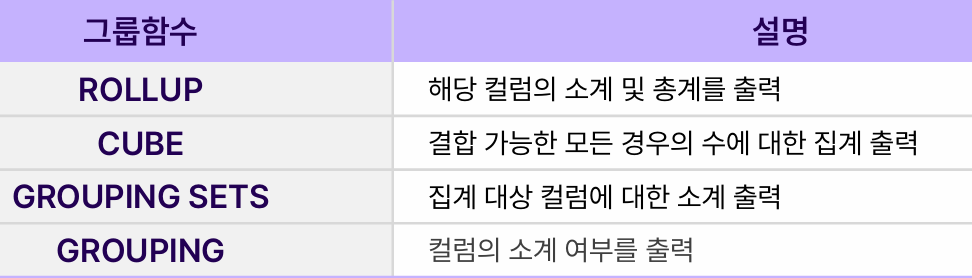 그룹함수 설명
ROLLUP 해당 컬럼의 소계 및 총계를 출력
CUBE 결합 가능한 모든 경우의 수에 대한 집계 출력
GROUPING SETS 집계 대상 컬럼에 대한 소계 출력
GROUPING 컬럼의 소계 여부를 출력